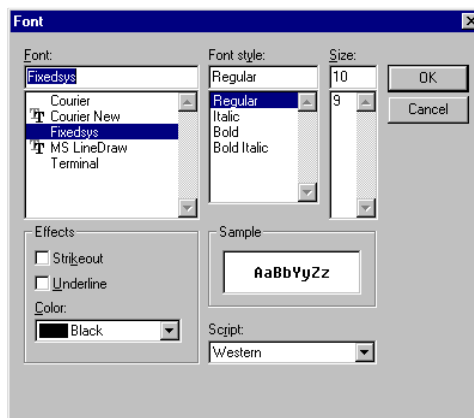 Font
Font:
Fixedsys
Courier
Courier New
Fixedsys
MS LineDraw
Terminal
Font style:
Regular
Regular
Italic
Bold
Bold Italic
Size:
10
9
OK
Cancel
Effects
Strikeout
Underline
Color:
Black
Sample
AaBbYyZz
Script:
Western